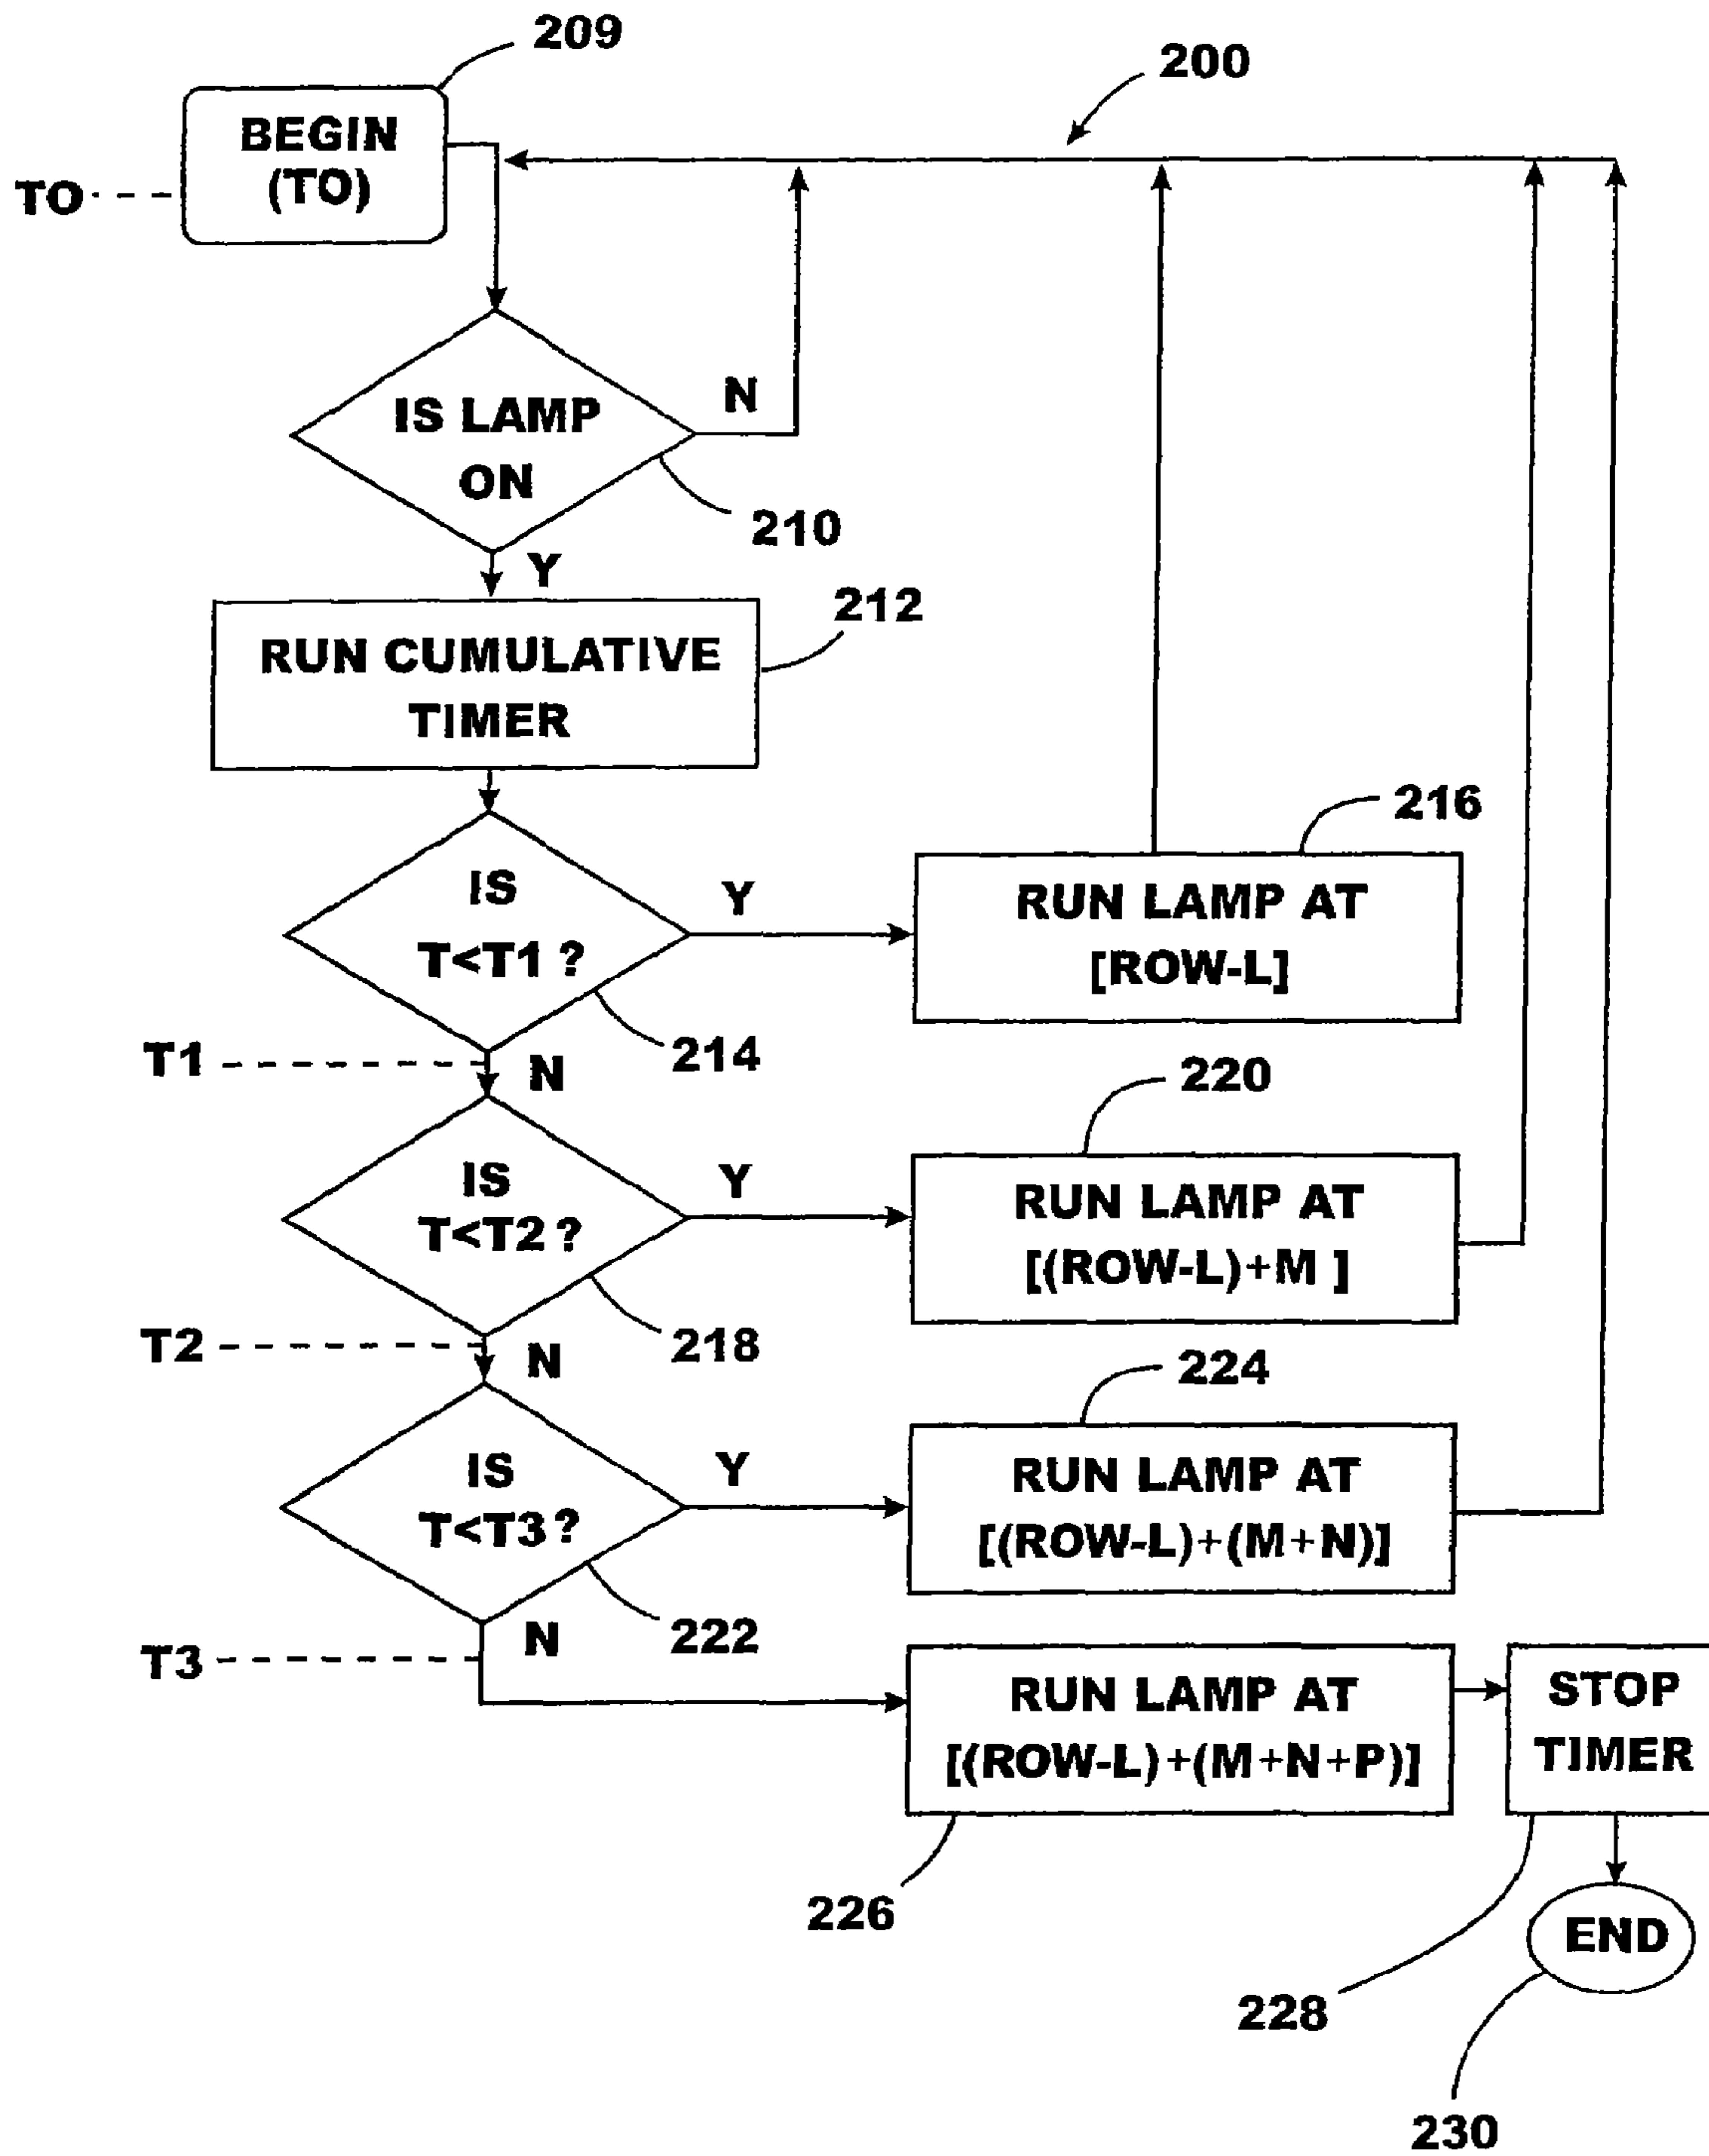 209
200
BEGIN
(TO)
TO
IS LAMP
ON
N
210
Y
212
RUN CUMULATIVE
TIMER
216
IS
T<T1 ?
Y
RUN LAMP AT
[ROW-L]
214
T1
N
220
IS
T<T2 ?
Y
RUN LAMP AT
[(ROW-L)+M ]
218
T2
N
224
IS
T<T3 ?
Y
RUN LAMP AT
[(ROW-L)+(M+N)]
222
T3
N
RUN LAMP AT
[(ROW-L)+(M+N+P)]
STOP
TIMER
226
END
228
230